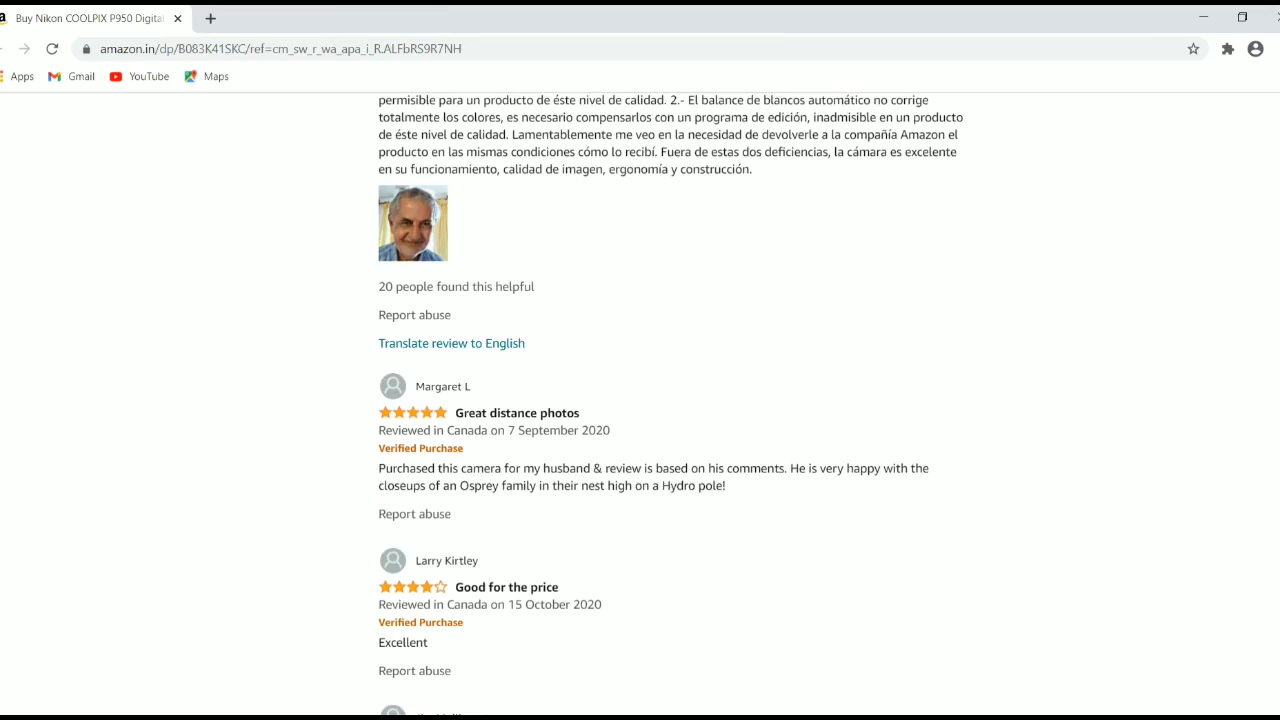 Buy Nikon COOLPIX P950 Digita
amazon.in/dp/B083K41SKC/ref=cm_sw_r_wa_apa_i_R.ALFbRS9R7NH
Apps Gmail YouTube Maps
permisible para un producto de éste nivel de calidad. 2.- El balance de blancos automático no corrige
totalmente los colores, es necesario compensarlos con un programa de edición, inadmisible en un producto
de éste nivel de calidad. Lamentablemente me veo en la necesidad de devolverle a la compañía Amazon el
producto en las mismas condiciones cómo lo recibí. Fuera de estas dos deficiencias, la cámara es excelente
en su funcionamiento, calidad de imagen, ergonomía y construcción.
20 people found this helpful
Report abuse
Translate review to English
Margaret L
Great distance photos
Reviewed in Canada on 7 September 2020
Verified Purchase
Purchased this camera for my husband & review is based on his comments. He is very happy with the
closeups of an Osprey family in their nest high on a Hydro pole!
Report abuse
Larry Kirtley
Good for the price
Reviewed in Canada on 15 October 2020
Verified Purchase
Excellent
Report abuse